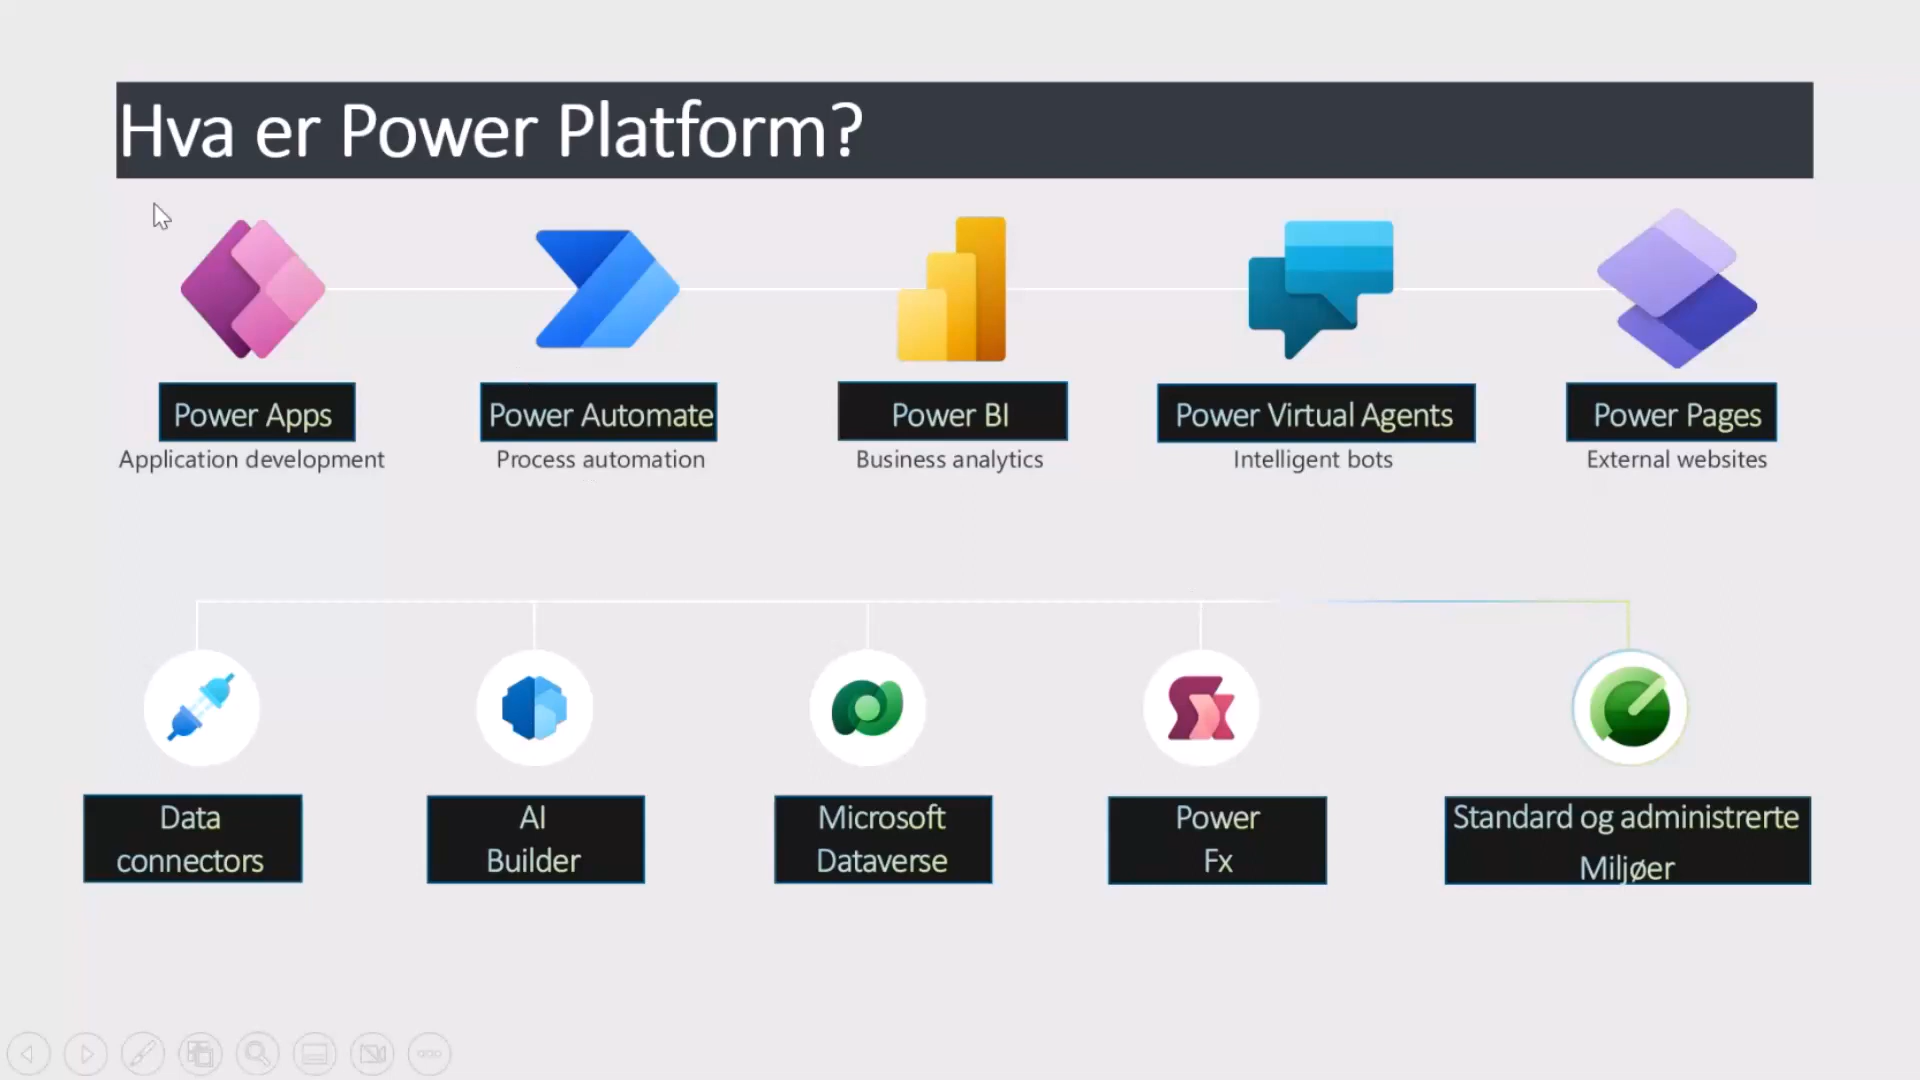 Hva er Power Platform?
Power Apps
Power Automate
Power BI
Power Virtual Agents
Power Pages
Application development
Process automation
Business analytics
Intelligent bots
External websites
Data
connectors
AI
Builder
Microsoft
Dataverse
Power
Fx
Standard og administrerte
Miljøer